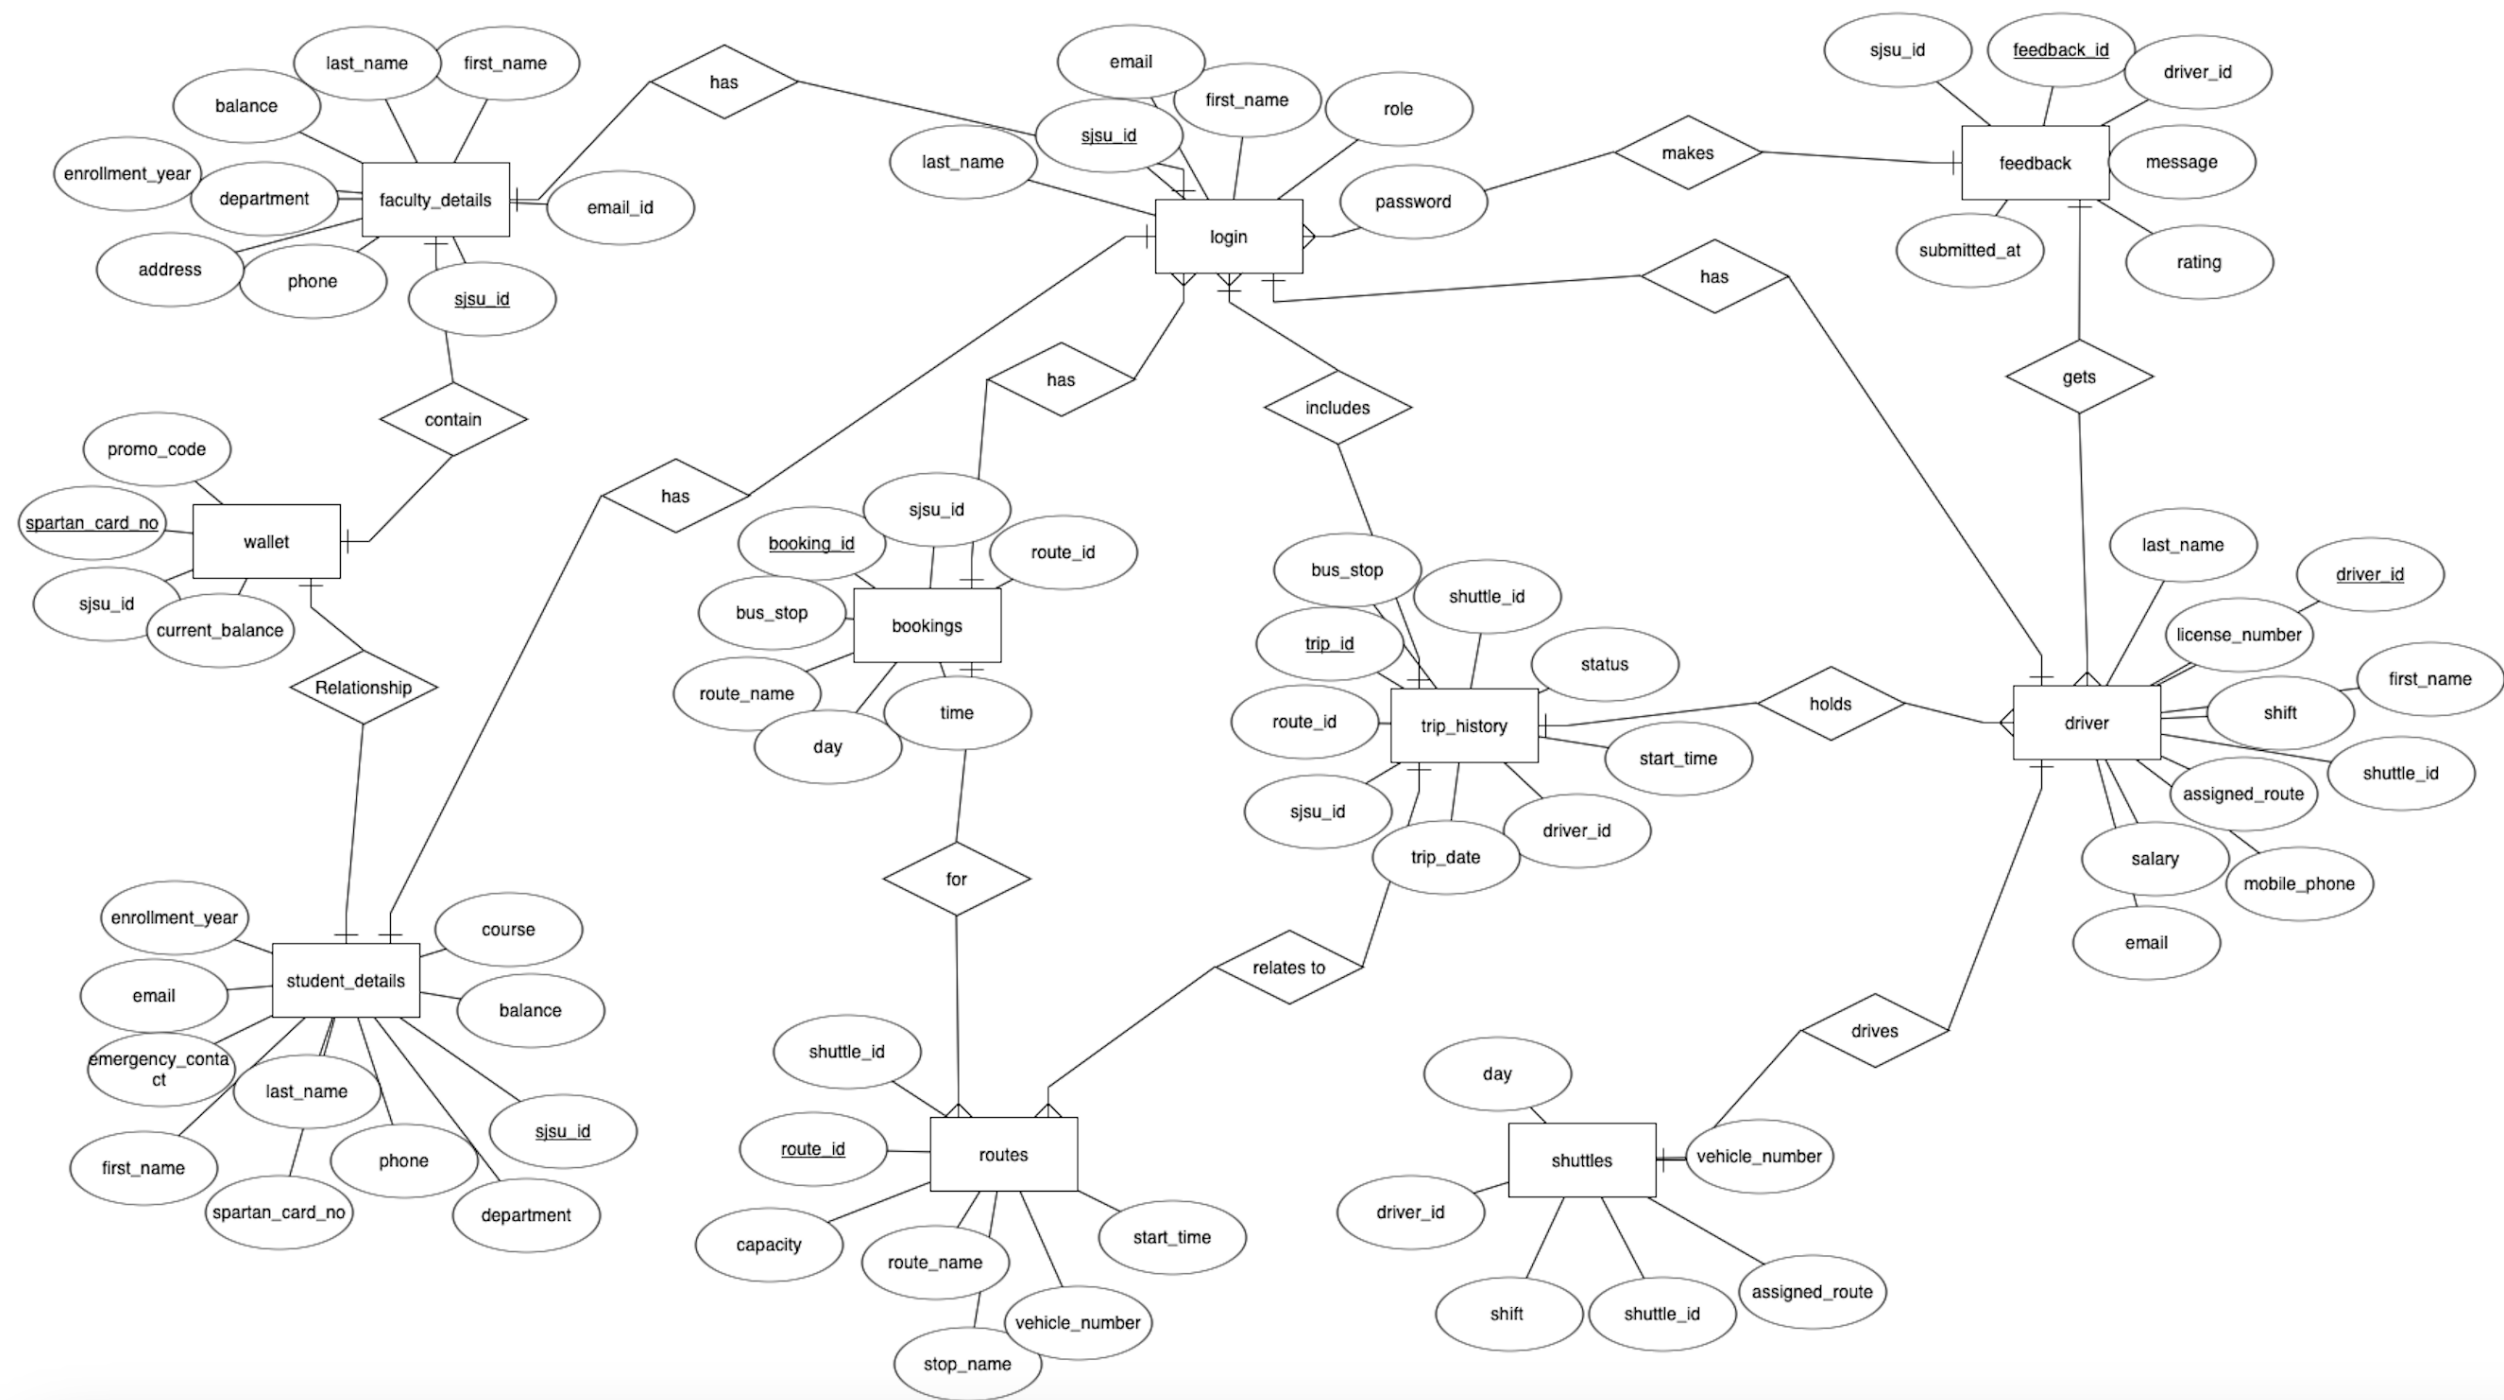 last_name
first_name
balance
has
enrollment_year
department
faculty_details
email_id
address
phone
sjsu_id
contain
email
first_name
role
sjsu_id
last_name
password
login
makes
sjsu_id
feedback_id
driver_id
feedback
message
submitted_at
rating
has
has
includes
gets
promo_code
spartan_card_no
wallet
sjsu_id
current_balance
has
Relationship
sjsu_id
booking_id
route_id
bus_stop
bookings
route_name
time
day
for
bus_stop
shuttle_id
trip_id
status
route_id
trip_history
start_time
sjsu_id
driver_id
trip_date
holds
last_name
driver_id
license_number
first_name
shift
driver
shuttle_id
assigned_route
salary
mobile_phone
email
relates to
drives
enrollment_year
course
student_details
email
balance
emergency_conta
ct
last_name
sjsu_id
first_name
phone
spartan_card_no
department
shuttle_id
route_id
routes
capacity
route_name
start_time
vehicle_number
stop_name
day
shuttles
vehicle_number
driver_id
shift
shuttle_id
assigned_route